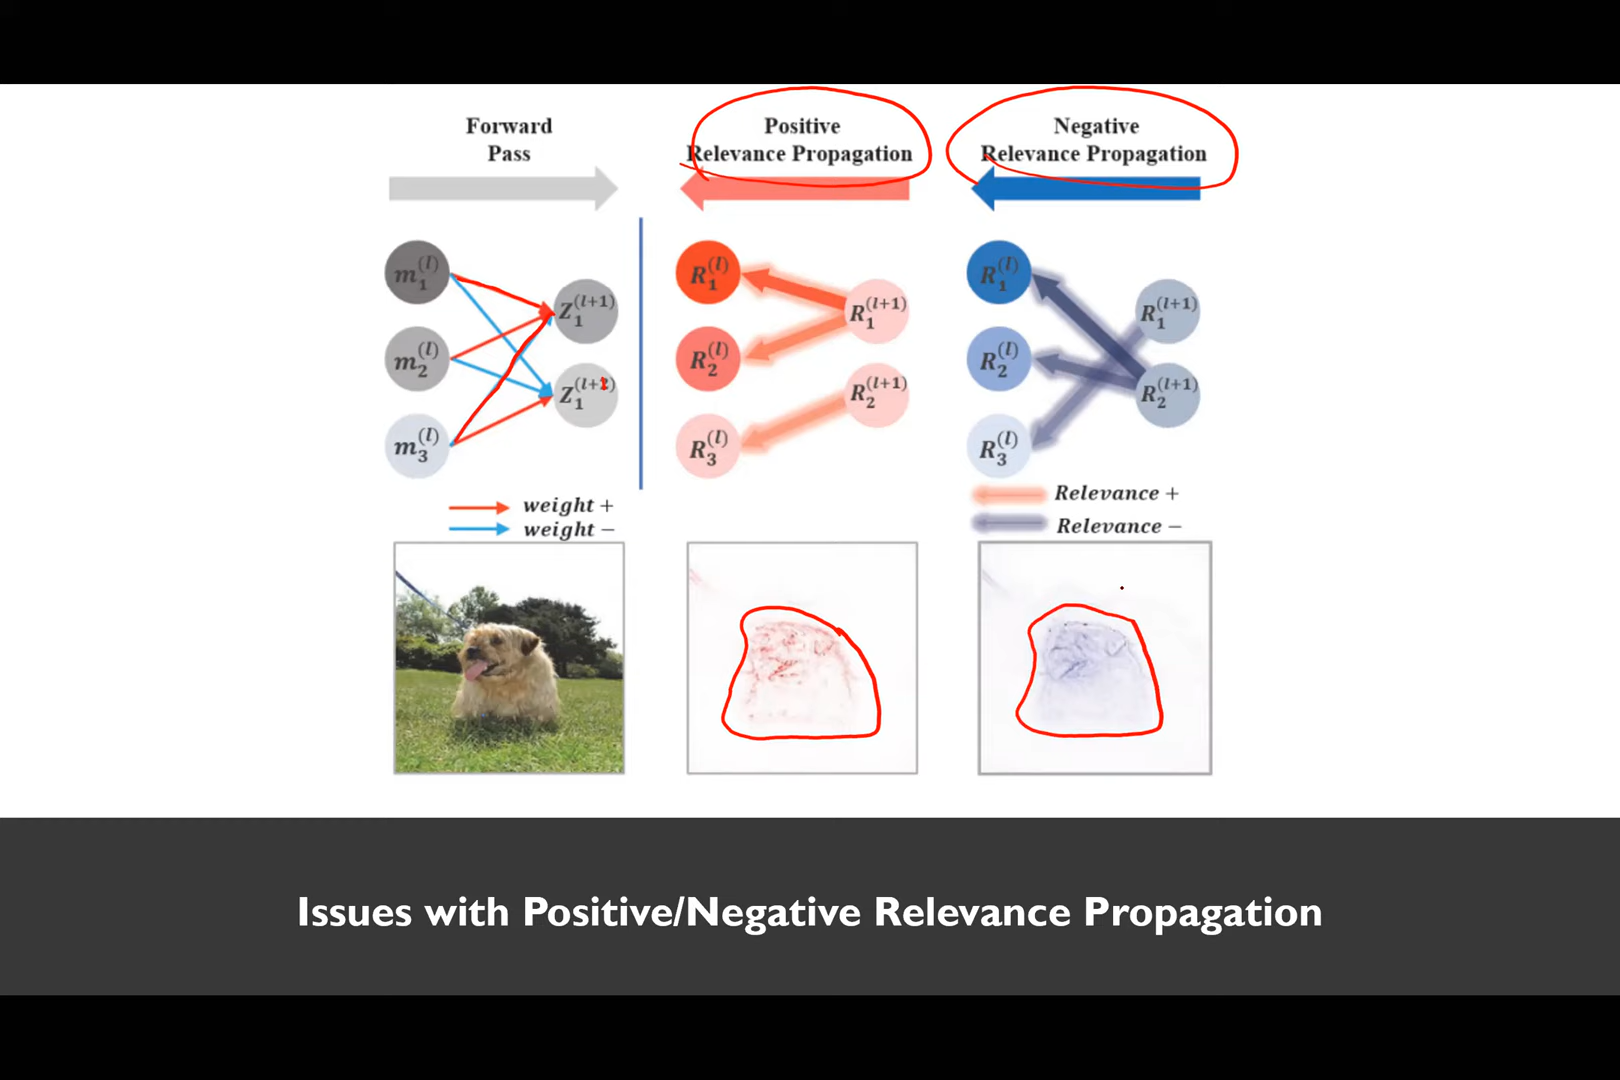 Forward
Pass
Positive
Relevance Propagation
Negative
Relevance Propagation
m₁⁽ˡ⁾
m₂⁽ˡ⁾
m₃⁽ˡ⁾
Z₁⁽ˡ⁺¹⁾
Z₁⁽ˡ⁺¹⁾
R₁⁽ˡ⁾
R₂⁽ˡ⁾
R₃⁽ˡ⁾
R₁⁽ˡ⁺¹⁾
R₂⁽ˡ⁺¹⁾
R₁⁽ˡ⁾
R₂⁽ˡ⁾
R₃⁽ˡ⁾
R₁⁽ˡ⁺¹⁾
R₂⁽ˡ⁺¹⁾
weight +
weight −
Relevance +
Relevance −
Issues with Positive/Negative Relevance Propagation